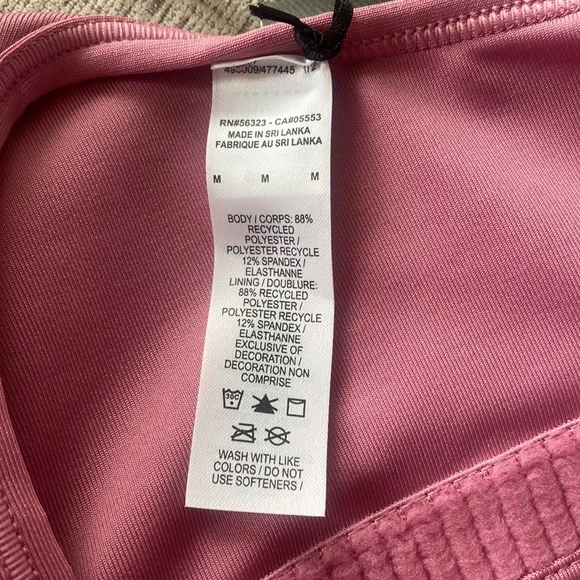 RN#56323 - CA#05553
MADE IN SRI LANKA
FABRIQUE AU SRI LANKA
M M M
BODY / CORPS: 88%
RECYCLED
POLYESTER /
POLYESTER RECYCLE
12% SPANDEX /
ELASTHANNE
LINING / DOUBLURE:
88% RECYCLED
POLYESTER /
POLYESTER RECYCLE
12% SPANDEX /
ELASTHANNE
EXCLUSIVE OF
DECORATION /
DECORATION NON
COMPRISE
30C
WASH WITH LIKE
COLORS / DO NOT
USE SOFTENERS /